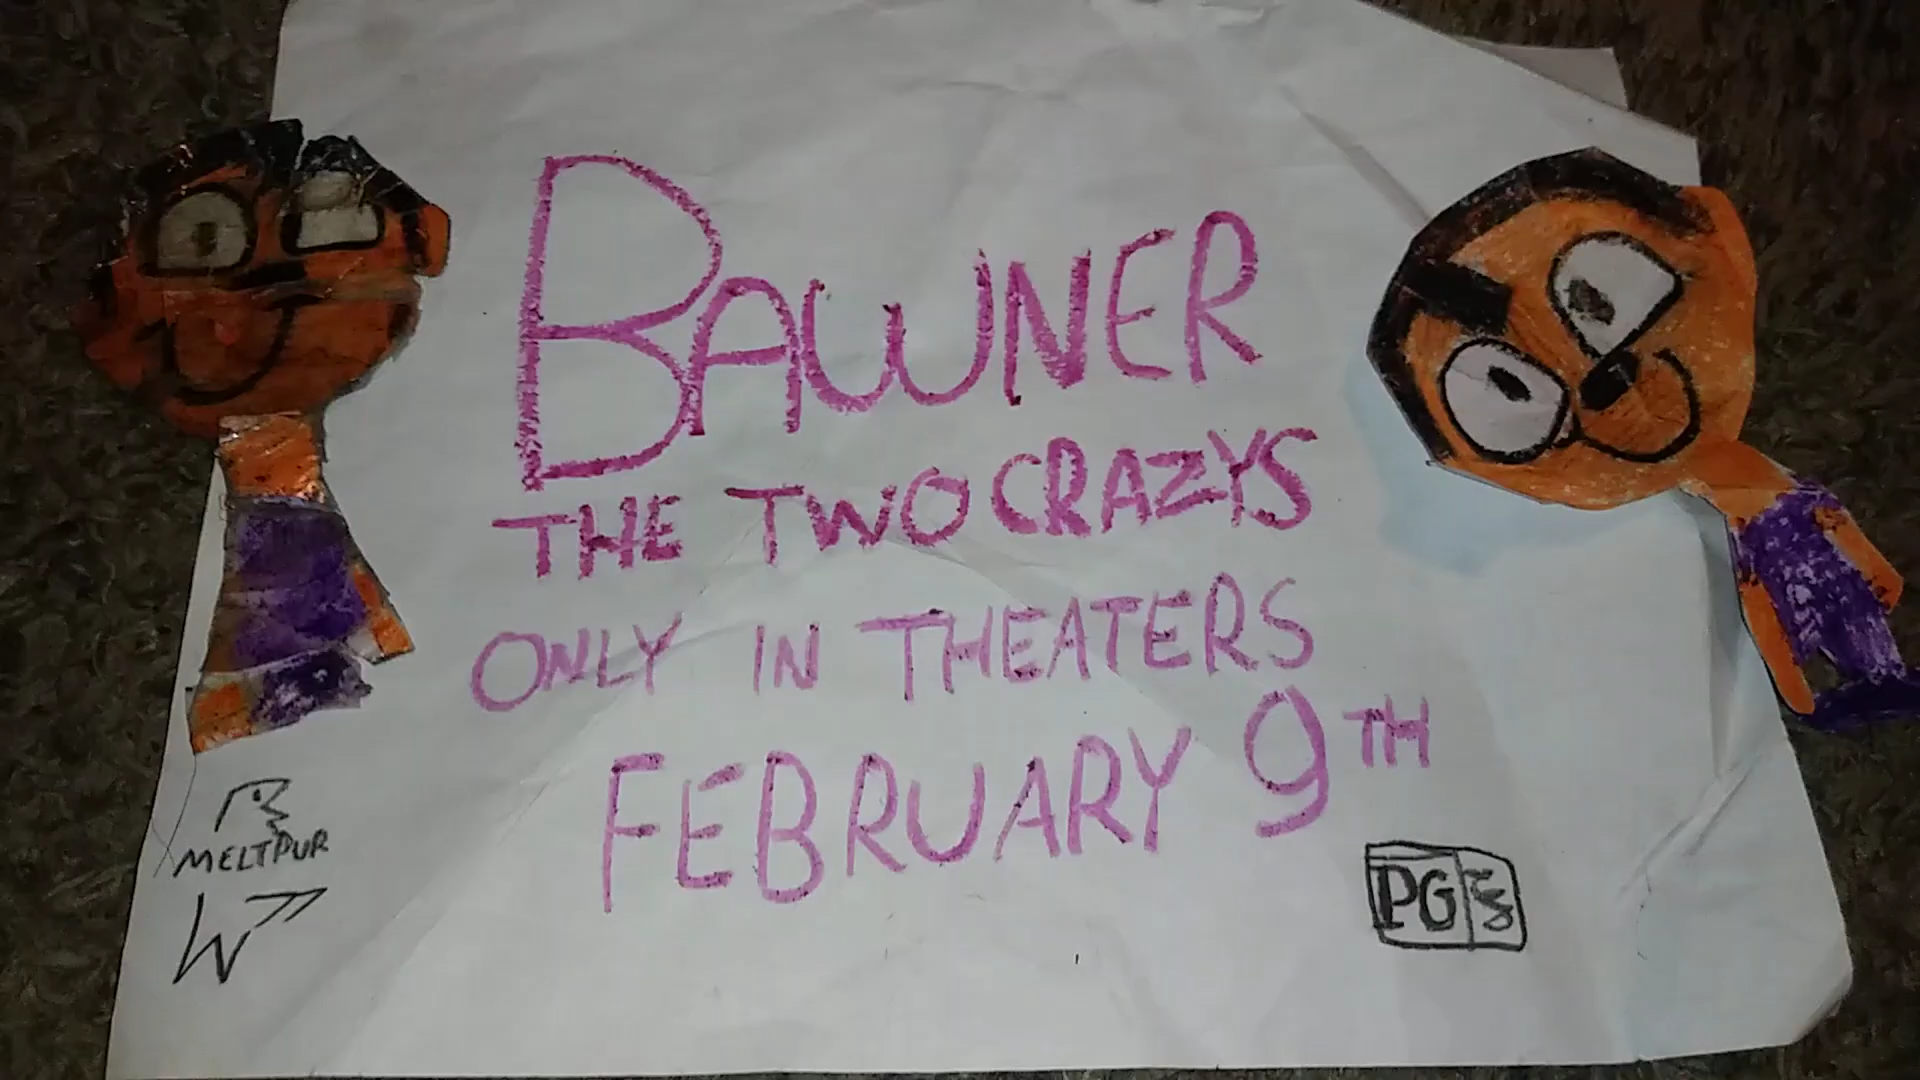 BAWNER
THE TWO CRAZYS
ONLY IN THEATERS
FEBRUARY 9TH
MELTPUR
W
PG